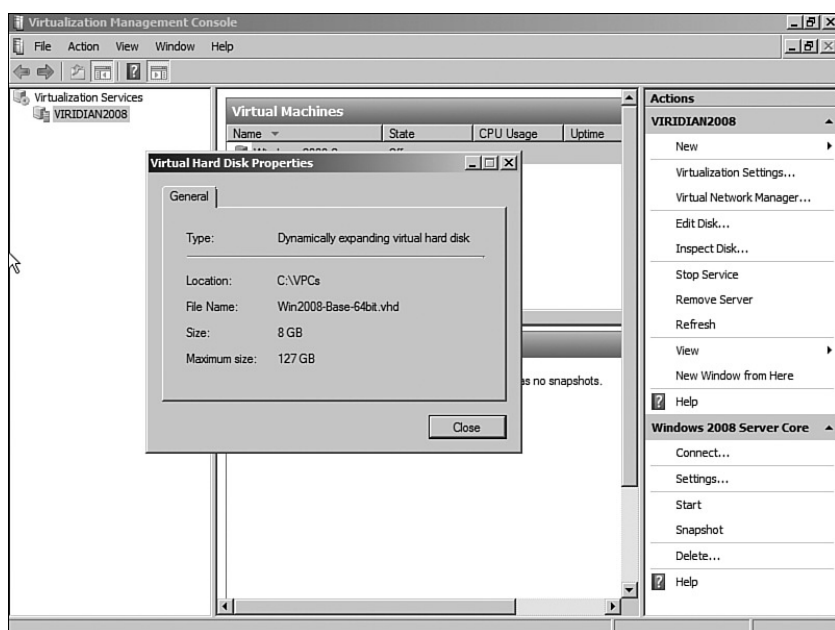 Virtualization Management Console
File Action View Window Help
Virtualization Services
VIRIDIAN2008
Virtual Machines
Name State CPU Usage Uptime
Off
Virtual Hard Disk Properties
General
Type: Dynamically expanding virtual hard disk
Location: C:\VPCs
File Name: Win2008-Base-64bit.vhd
Size: 8 GB
Maximum size: 127 GB
Close
no snapshots.
Actions
VIRIDIAN2008
New
Virtualization Settings...
Virtual Network Manager...
Edit Disk...
Inspect Disk...
Stop Service
Remove Server
Refresh
View
New Window from Here
Help
Windows 2008 Server Core
Connect...
Settings...
Start
Snapshot
Delete...
Help